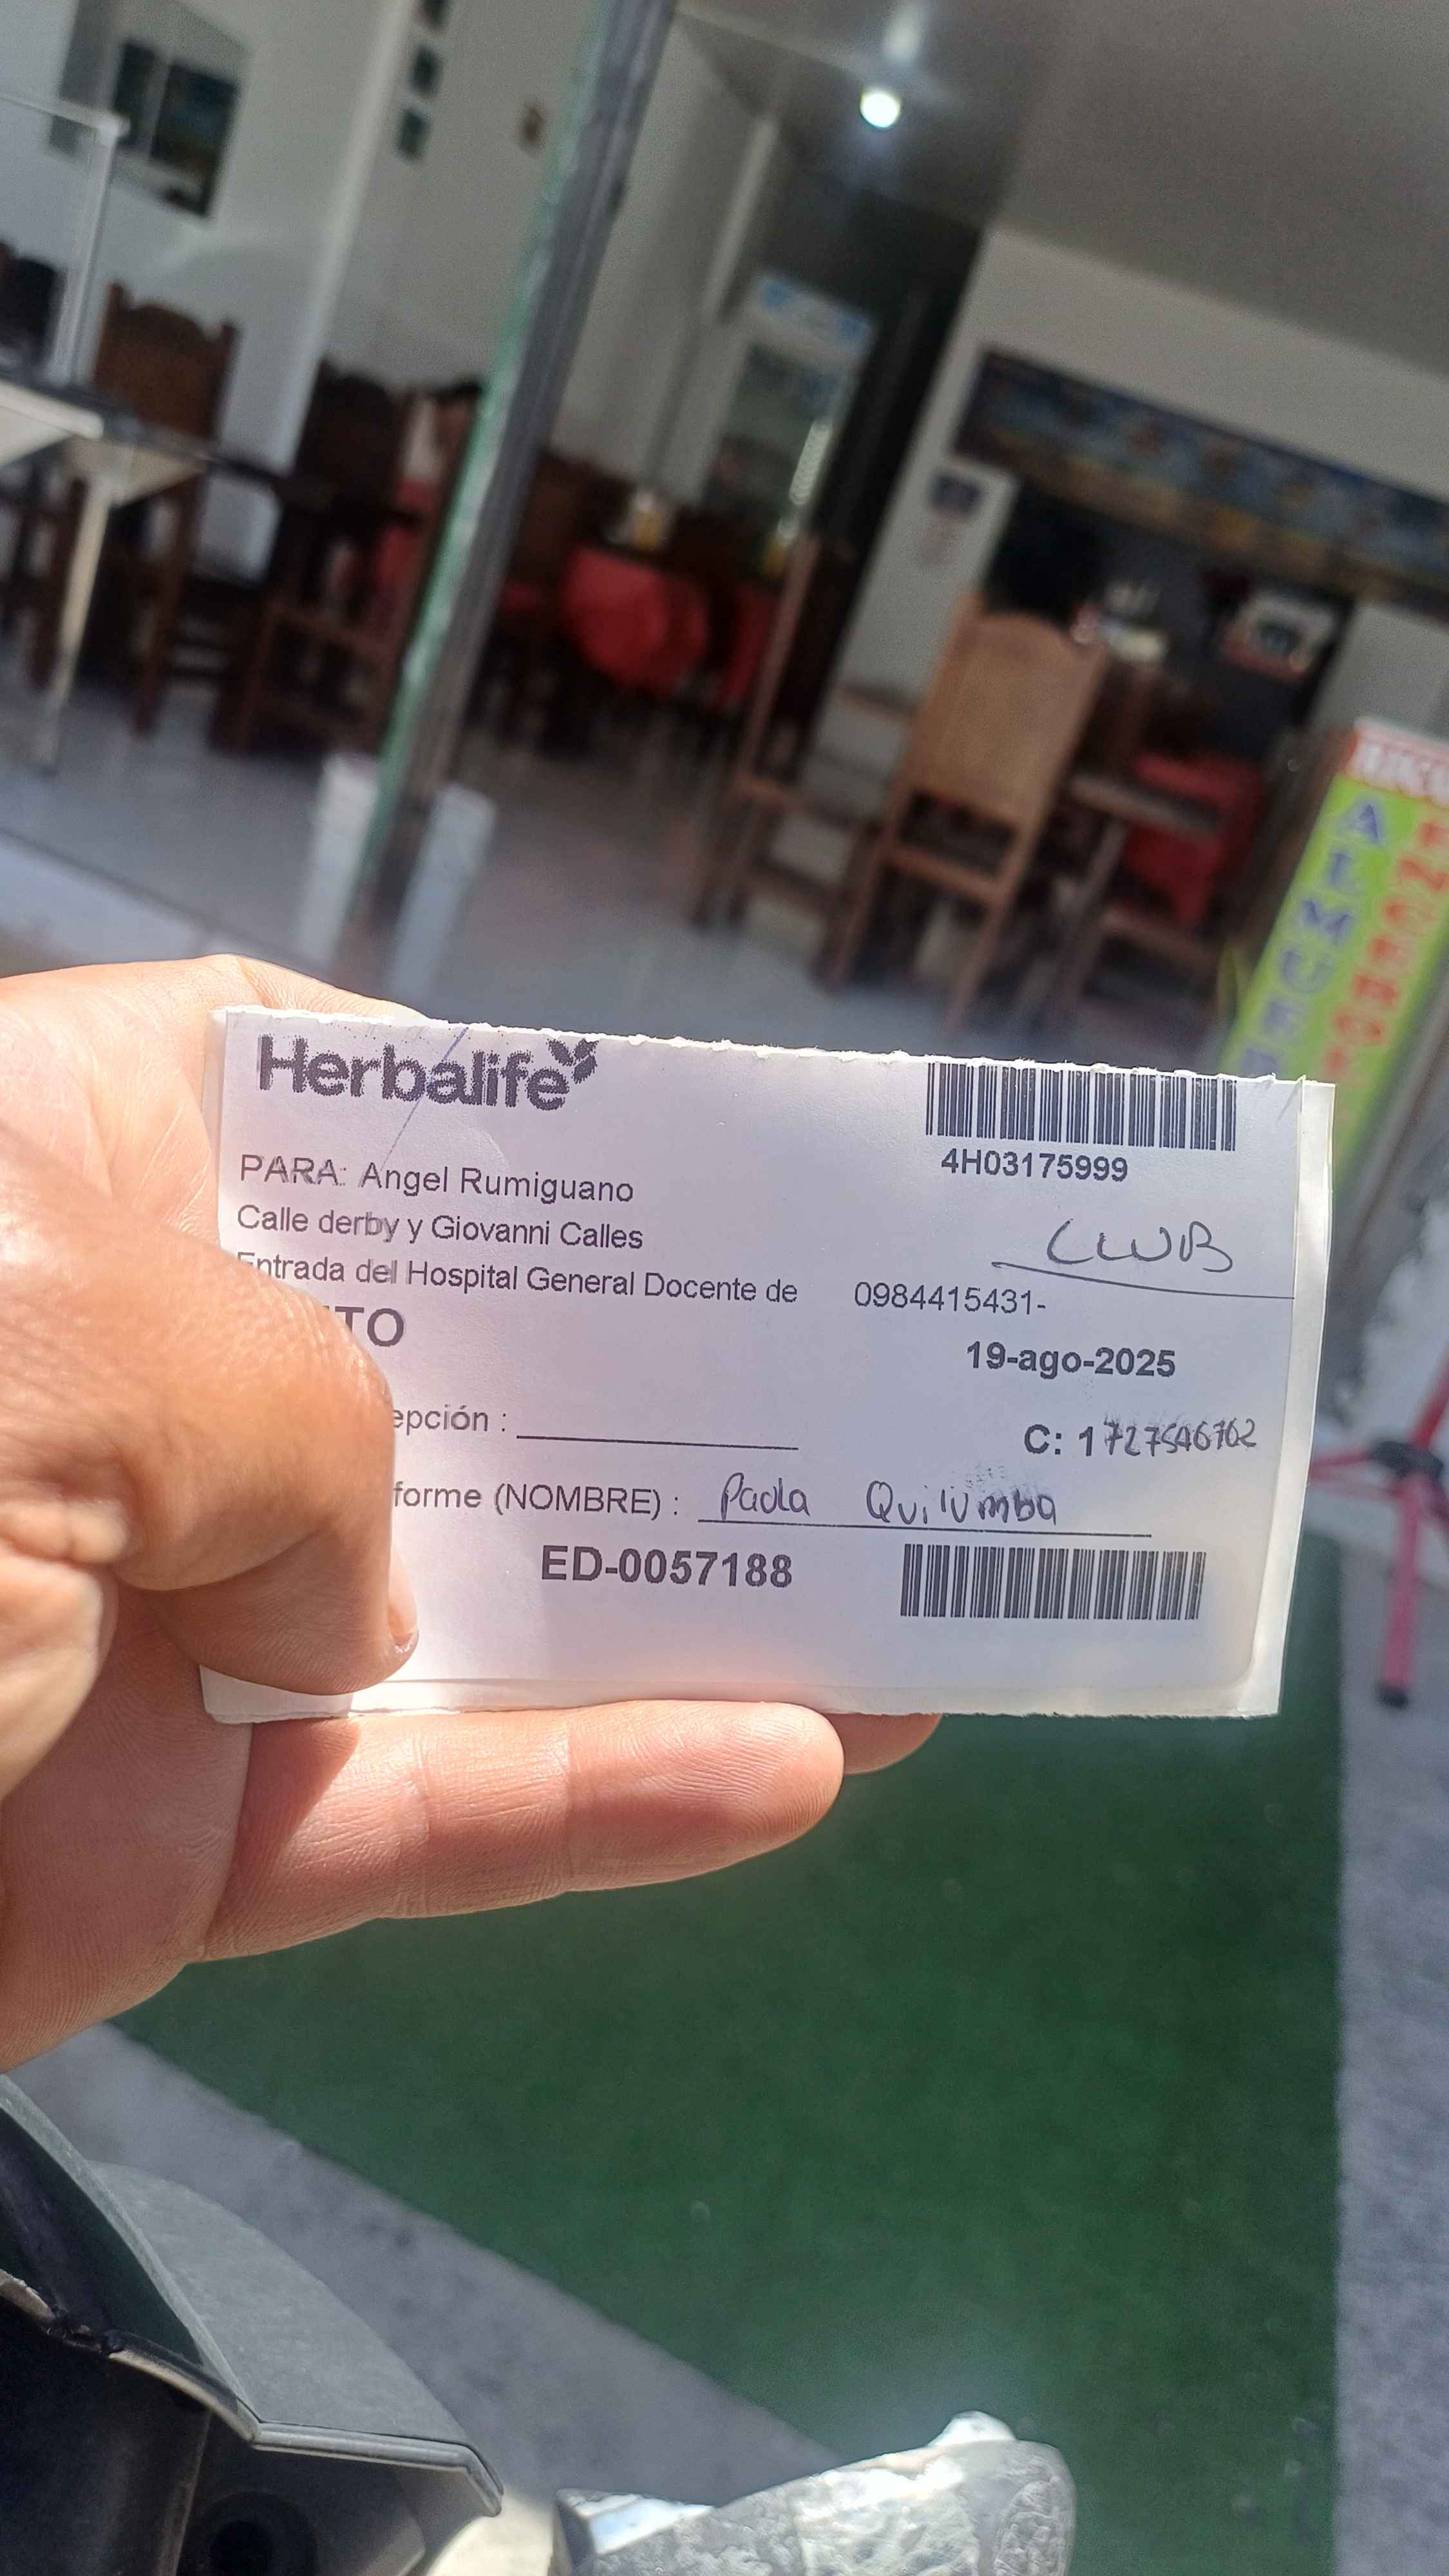 Herbalife
4H03175999
PARA: Angel Rumiguano
Calle derby y Giovanni Calles
CLUB
Entrada del Hospital General Docente de 0984415431-
TO
19-ago-2025
epción :
C: 1727546762
forme (NOMBRE) : Paola Quilumba
ED-0057188